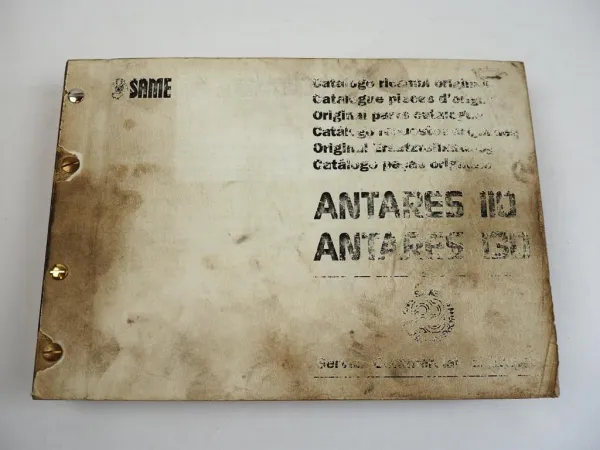 SAME
Catalogo ricambi originali
Catalogue pieces d'origine
Original parts catalogue
Catálogo repuestos originales
Original Ersatzteilkatalog
Catálogo peças originais
ANTARES 110
ANTARES 130